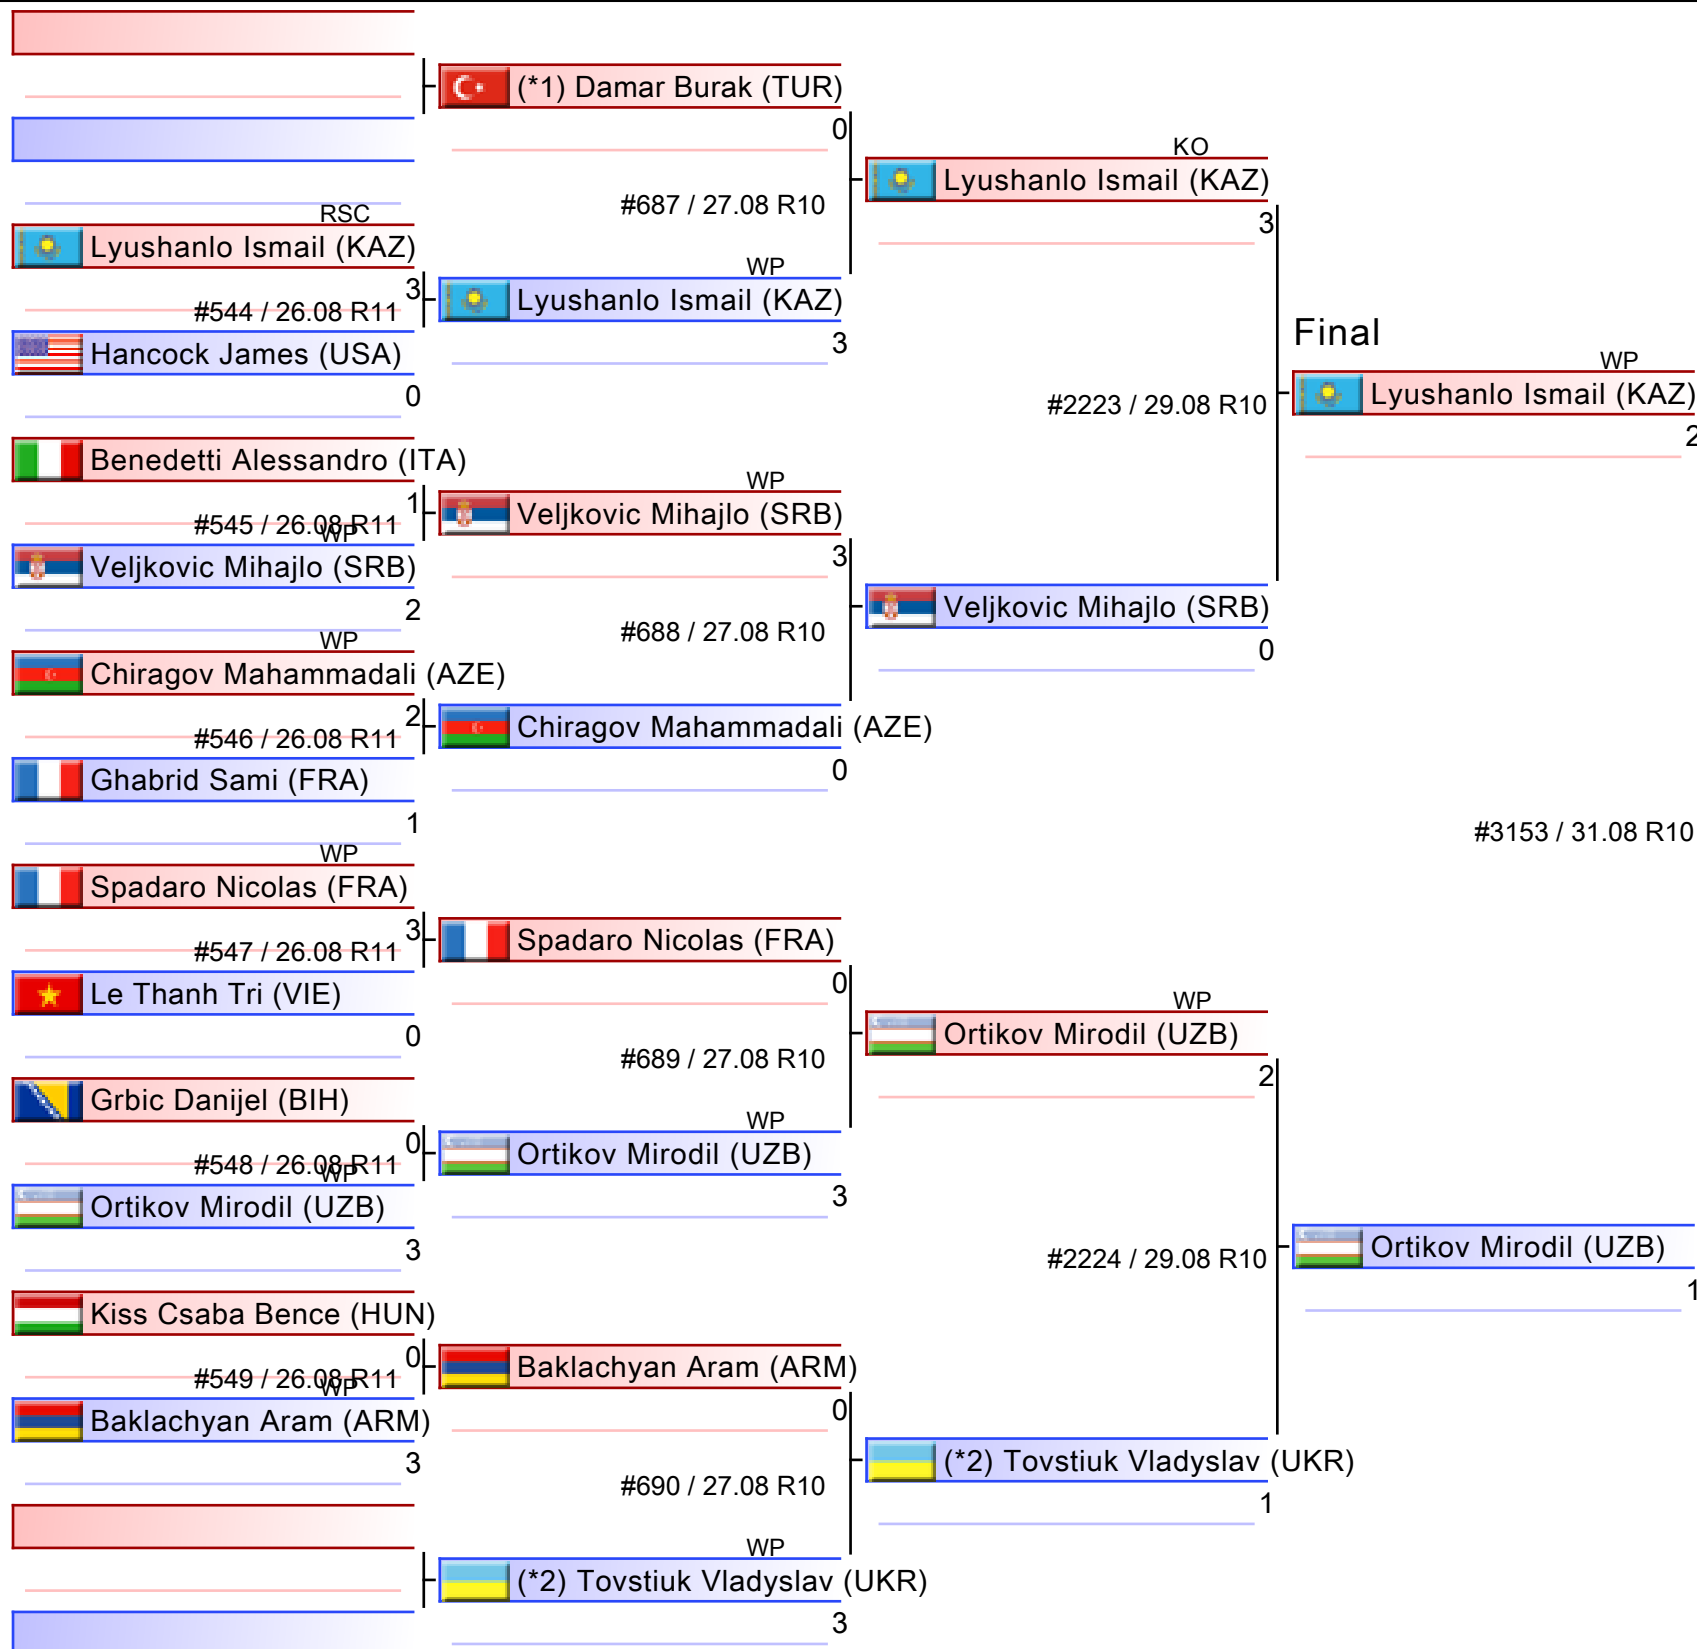 (*1) Damar Burak (TUR)
0
KO
Lyushanlo Ismail (KAZ)
3
#687 / 27.08 R10
RSC
Lyushanlo Ismail (KAZ)
3
#544 / 26.08 R11
WP
Lyushanlo Ismail (KAZ)
3
Hancock James (USA)
0
Final
WP
Lyushanlo Ismail (KAZ)
2
#2223 / 29.08 R10
Benedetti Alessandro (ITA)
1
#545 / 26.08 R11
WP
Veljkovic Mihajlo (SRB)
2
WP
Veljkovic Mihajlo (SRB)
3
#688 / 27.08 R10
Veljkovic Mihajlo (SRB)
0
WP
Chiragov Mahammadali (AZE)
2
#546 / 26.08 R11
Chiragov Mahammadali (AZE)
0
Ghabrid Sami (FRA)
1
#3153 / 31.08 R10
WP
Spadaro Nicolas (FRA)
3
#547 / 26.08 R11
Spadaro Nicolas (FRA)
0
Le Thanh Tri (VIE)
0
WP
Ortikov Mirodil (UZB)
2
#689 / 27.08 R10
Grbic Danijel (BIH)
0
#548 / 26.08 R11
WP
Ortikov Mirodil (UZB)
3
WP
Ortikov Mirodil (UZB)
3
#2224 / 29.08 R10
Ortikov Mirodil (UZB)
1
Kiss Csaba Bence (HUN)
0
#549 / 26.08 R11
WP
Baklachyan Aram (ARM)
3
Baklachyan Aram (ARM)
0
#690 / 27.08 R10
(*2) Tovstiuk Vladyslav (UKR)
1
WP
(*2) Tovstiuk Vladyslav (UKR)
3